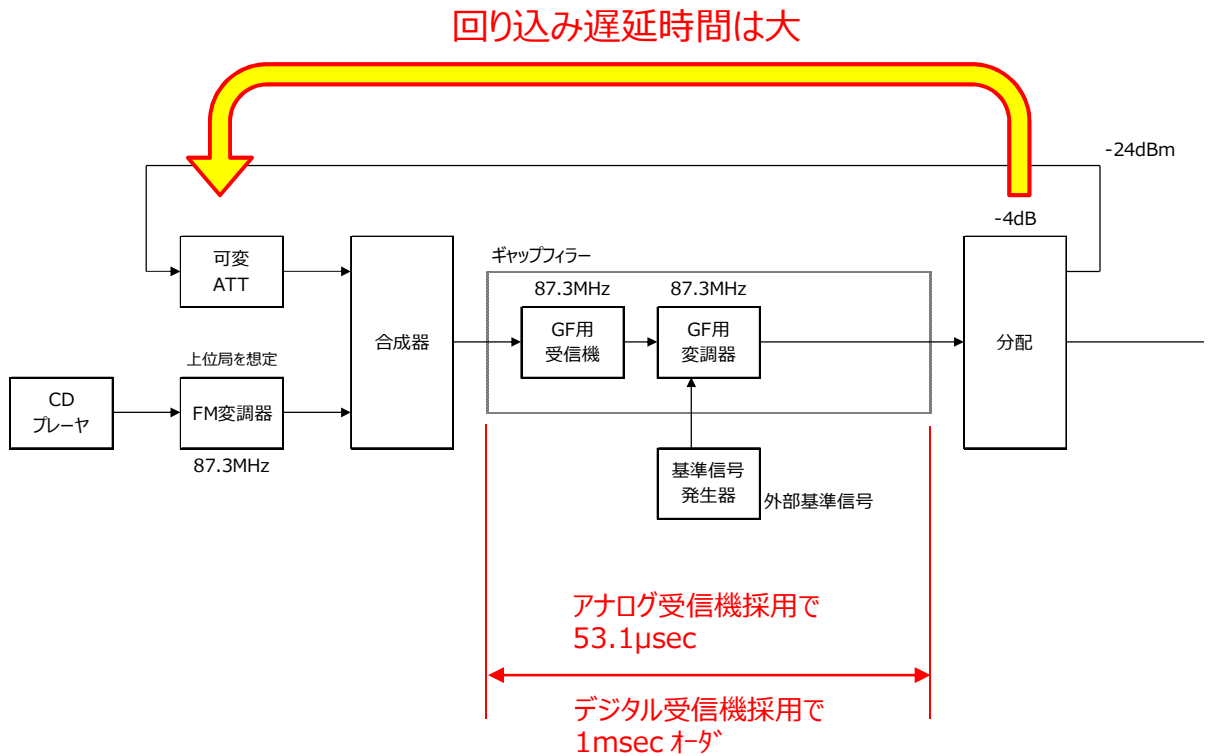 回り込み遅延時間は大
-24dBm
-4dB
可変
ATT
合成器
ギャップフィラー
87.3MHz
87.3MHz
GF用
受信機
GF用
変調器
分配
上位局を想定
CD
プレーヤ
FM変調器
87.3MHz
基準信号
発生器
外部基準信号
アナログ受信機採用で
53.1μsec
デジタル受信機採用で
1msec オーダ